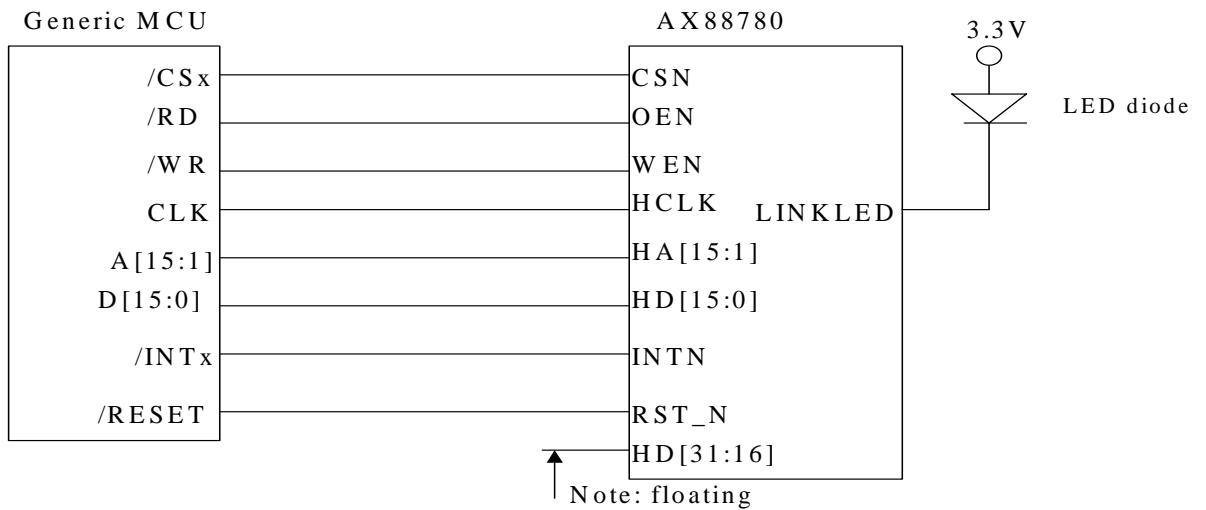 Generic MCU
/CSx
/RD
/WR
CLK
A[15:1]
D[15:0]
/INTx
/RESET
AX88780
CSN
OEN
WEN
HCLK
LINKLED
HA[15:1]
HD[15:0]
INTN
RST_N
HD[31:16]
3.3V
LED diode
Note: floating